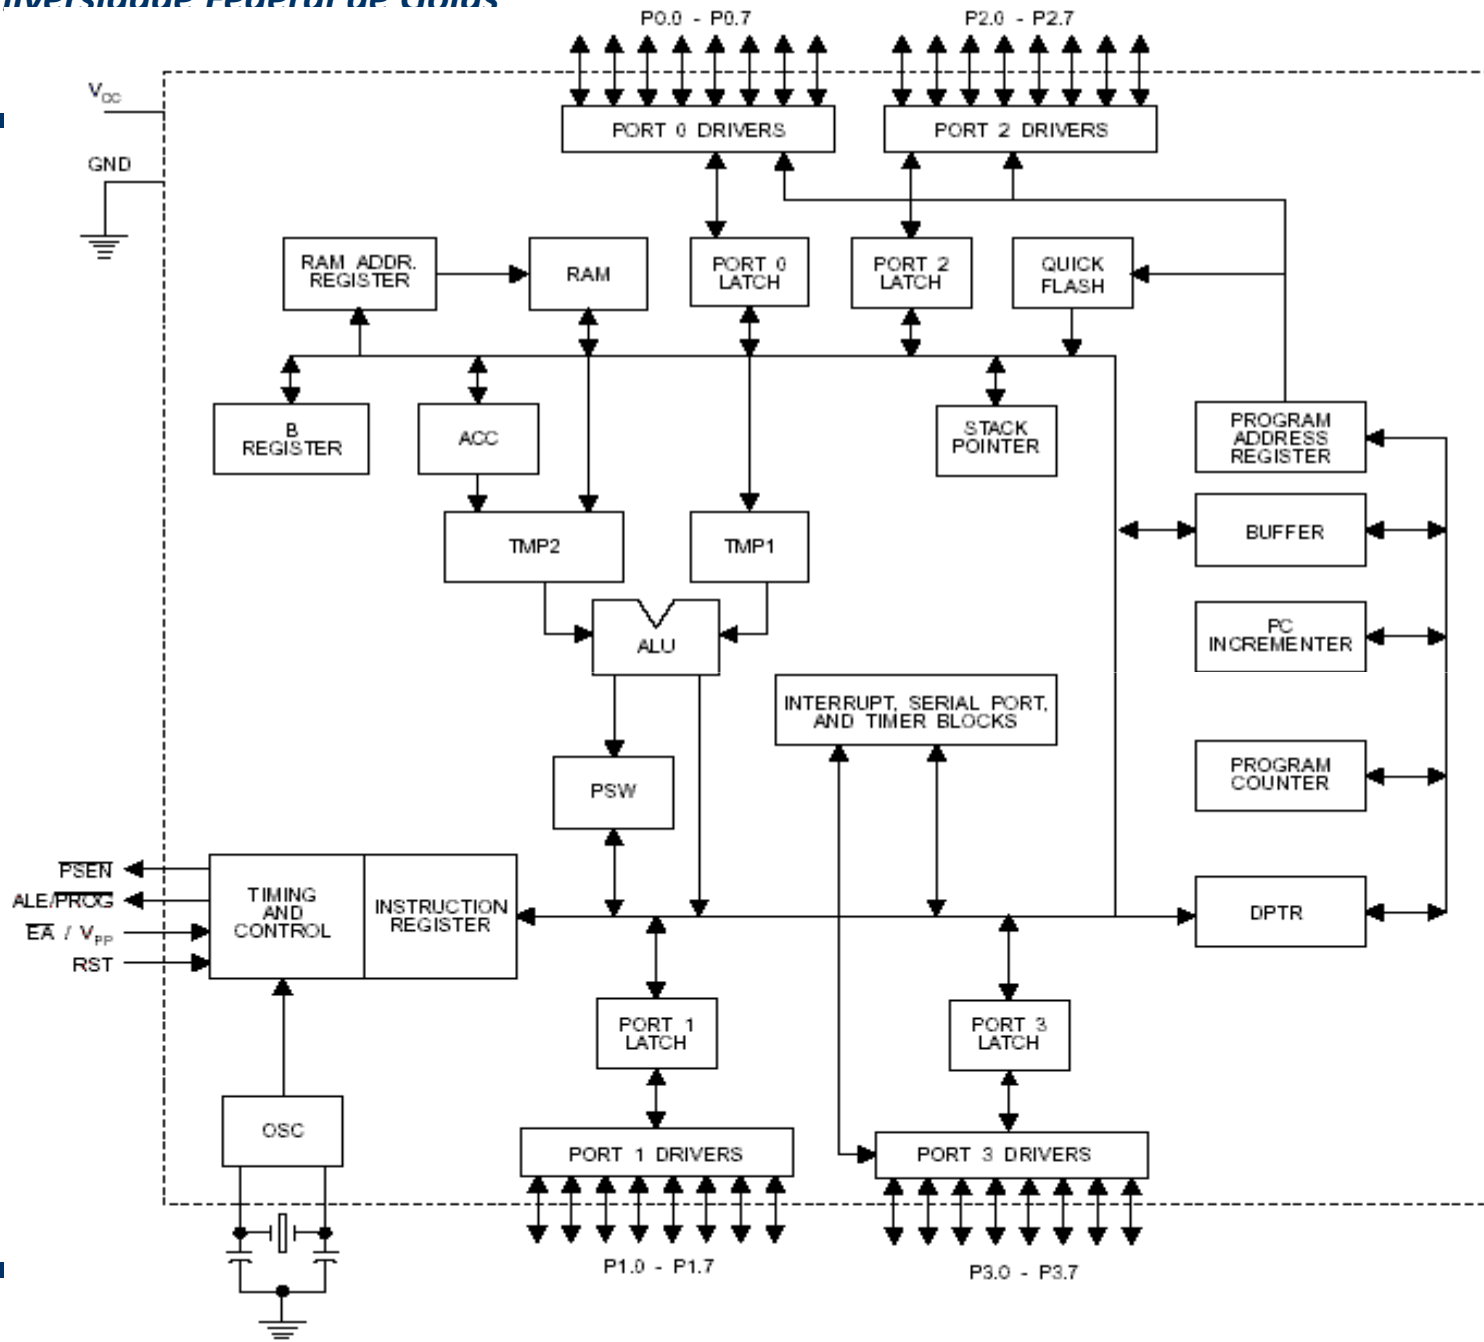 Universidade Federal de Goiás
P0.0 - P0.7
P2.0 - P2.7
VCC
GND
PORT 0 DRIVERS
PORT 2 DRIVERS
RAM ADDR.
REGISTER
RAM
PORT 0
LATCH
PORT 2
LATCH
QUICK
FLASH
B
REGISTER
ACC
STACK
POINTER
PROGRAM
ADDRESS
REGISTER
BUFFER
TMP2
TMP1
ALU
PC
INCREMENTER
INTERRUPT, SERIAL PORT,
AND TIMER BLOCKS
PSW
PROGRAM
COUNTER
PSEN
ALE/PROG
EA / VPP
RST
TIMING
AND
CONTROL
INSTRUCTION
REGISTER
DPTR
PORT 1
LATCH
PORT 3
LATCH
OSC
PORT 1 DRIVERS
PORT 3 DRIVERS
P1.0 - P1.7
P3.0 - P3.7